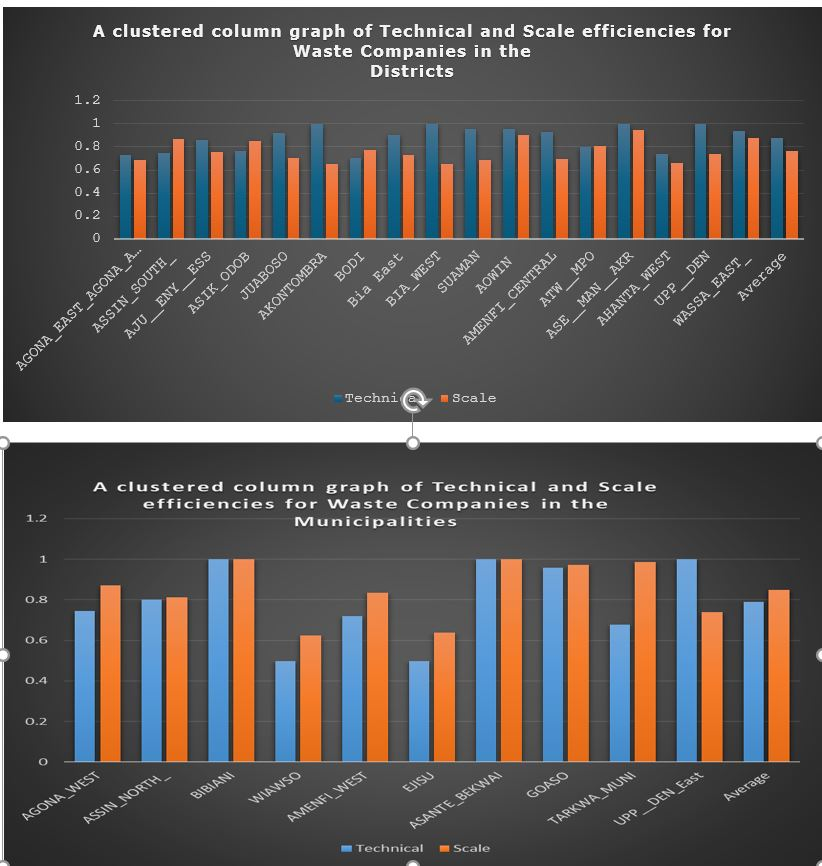 A clustered column graph of Technical and Scale efficiencies for
Waste Companies in the
Districts
1.2
1
0.8
0.6
0.4
0.2
0
AGONA_EAST_AGONA_A…
ASSIN_SOUTH_
AJU__ENY__ESS
ASIK_ODOB
JUABOSO
AKONTOMBRA
BODI
Bia East
BIA_WEST
SUAMAN
AOWIN
AMENFI_CENTRAL
ATW__MPO
ASE__MAN__AKR
AHANTA_WEST
UPP__DEN
WASSA_EAST_
Average
Scale
A clustered column graph of Technical and Scale
efficiencies for Waste Companies in the
Municipalities
1.2
1
0.8
0.6
0.4
0.2
0
AGONA_WEST
ASSIN_NORTH_
BIBIANI
WIAWSO
AMENFI_WEST
EJISU
ASANTE_BEKWAI
GOASO
TARKWA_MUNI
UPP__DEN_East
Average
Technical Scale